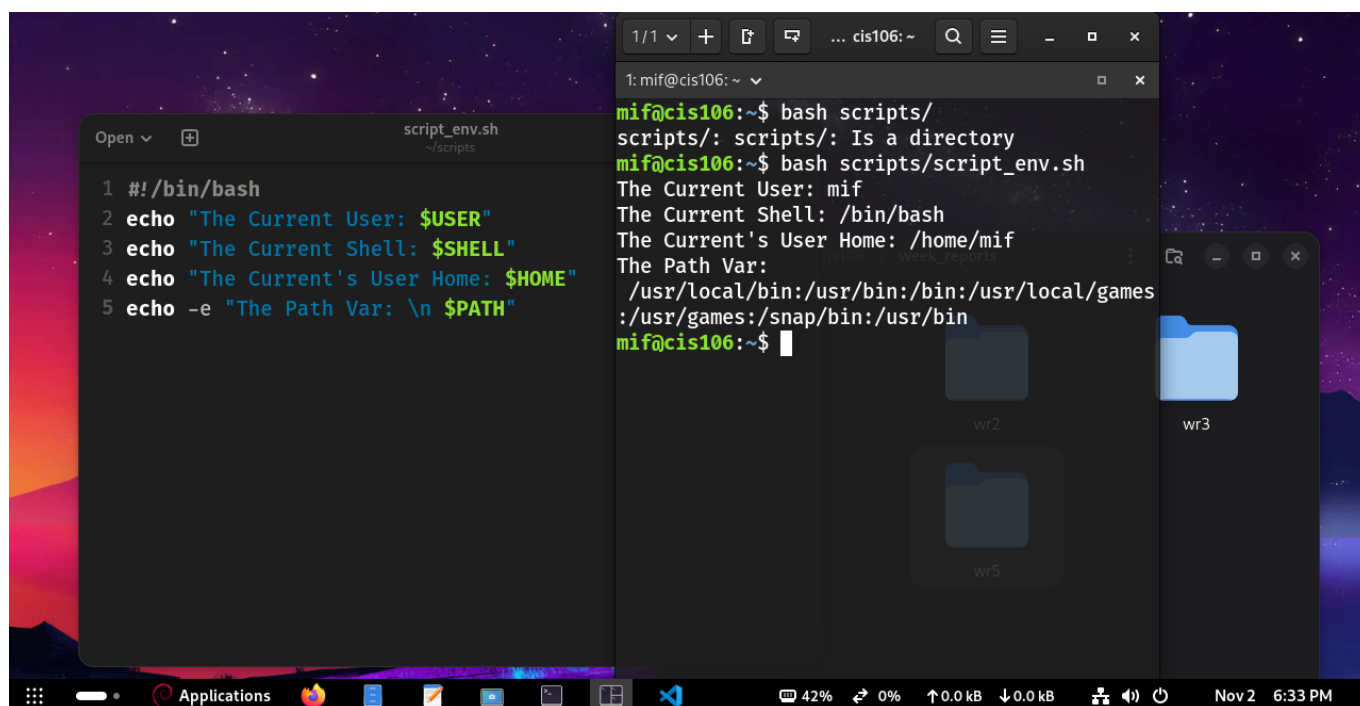 1/1
... cis106: ~
1: mif@cis106: ~
mif@cis106:~$ bash scripts/
scripts/: scripts/: Is a directory
mif@cis106:~$ bash scripts/script_env.sh
The Current User: mif
The Current Shell: /bin/bash
The Current's User Home: /home/mif
The Path Var:
 /usr/local/bin:/usr/bin:/bin:/usr/local/games
:/usr/games:/snap/bin:/usr/bin
mif@cis106:~$
Open
script_env.sh
~/scripts
1 #!/bin/bash
2 echo "The Current User: $USER"
3 echo "The Current Shell: $SHELL"
4 echo "The Current's User Home: $HOME"
5 echo -e "The Path Var: \n $PATH"
week_reports
wr2
wr3
wr5
Applications
42% 0% ↑0.0 kB ↓0.0 kB Nov 2 6:33 PM